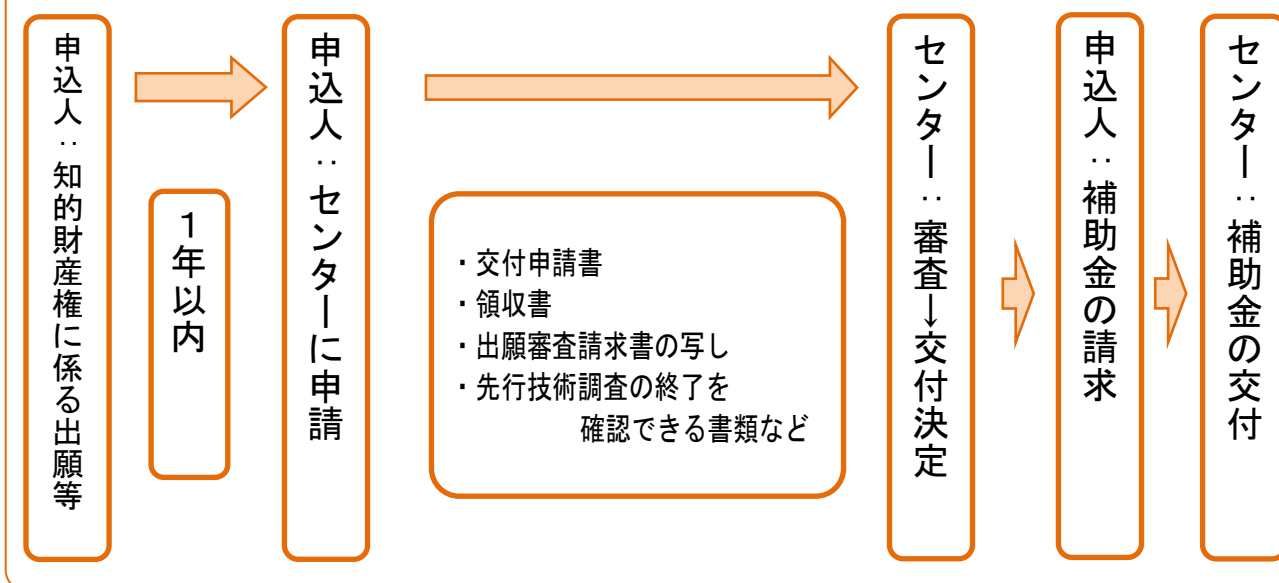 申込人：知的財産権に係る出願等
１年以内
申込人：センターに申請
・交付申請書
・領収書
・出願審査請求書の写し
・先行技術調査の終了を
確認できる書類など
センター：審査→交付決定
申込人：補助金の請求
センター：補助金の交付